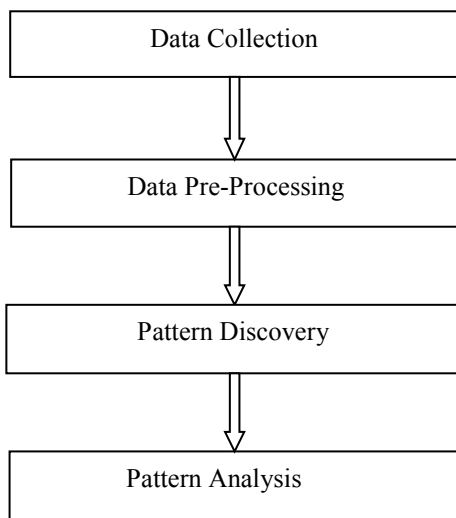 Data Collection
Data Pre-Processing
Pattern Discovery
Pattern Analysis